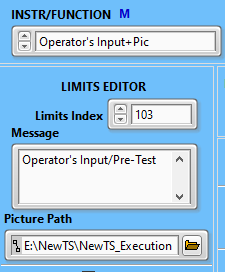 INSTR/FUNCTION M
Operator's Input+Pic
LIMITS EDITOR
Limits Index 103
Message
Operator's Input/Pre-Test
Picture Path
E:\NewTS\NewTS_Execution